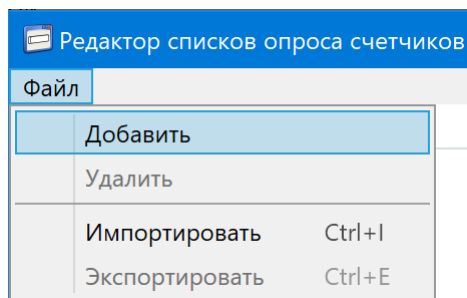 Редактор списков опроса счетчиков
Файл
Добавить
Удалить
Импортировать Ctrl+I
Экспортировать Ctrl+E